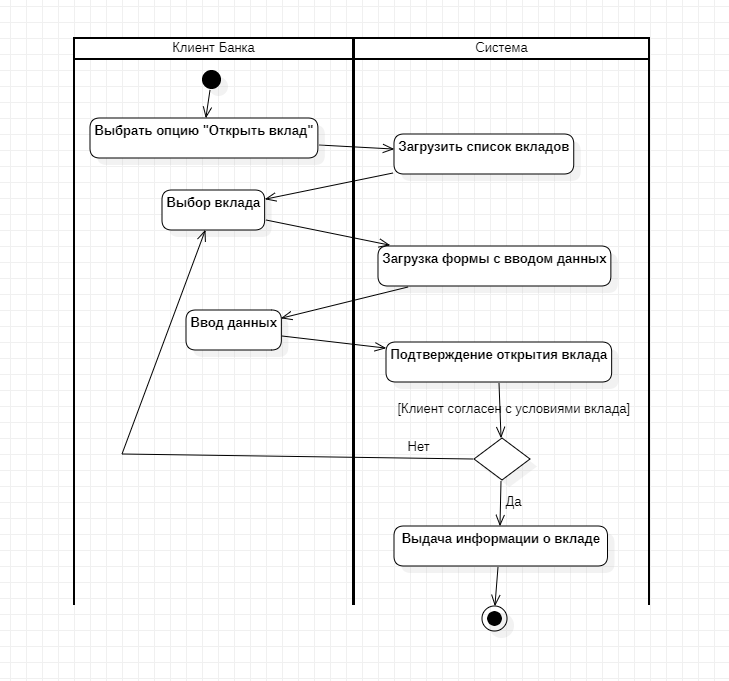 Клиент Банка
Система
Выбрать опцию "Открыть вклад"
Загрузить список вкладов
Выбор вклада
Загрузка формы с вводом данных
Ввод данных
Подтверждение открытия вклада
[Клиент согласен с условиями вклада]
Нет
Да
Выдача информации о вкладе